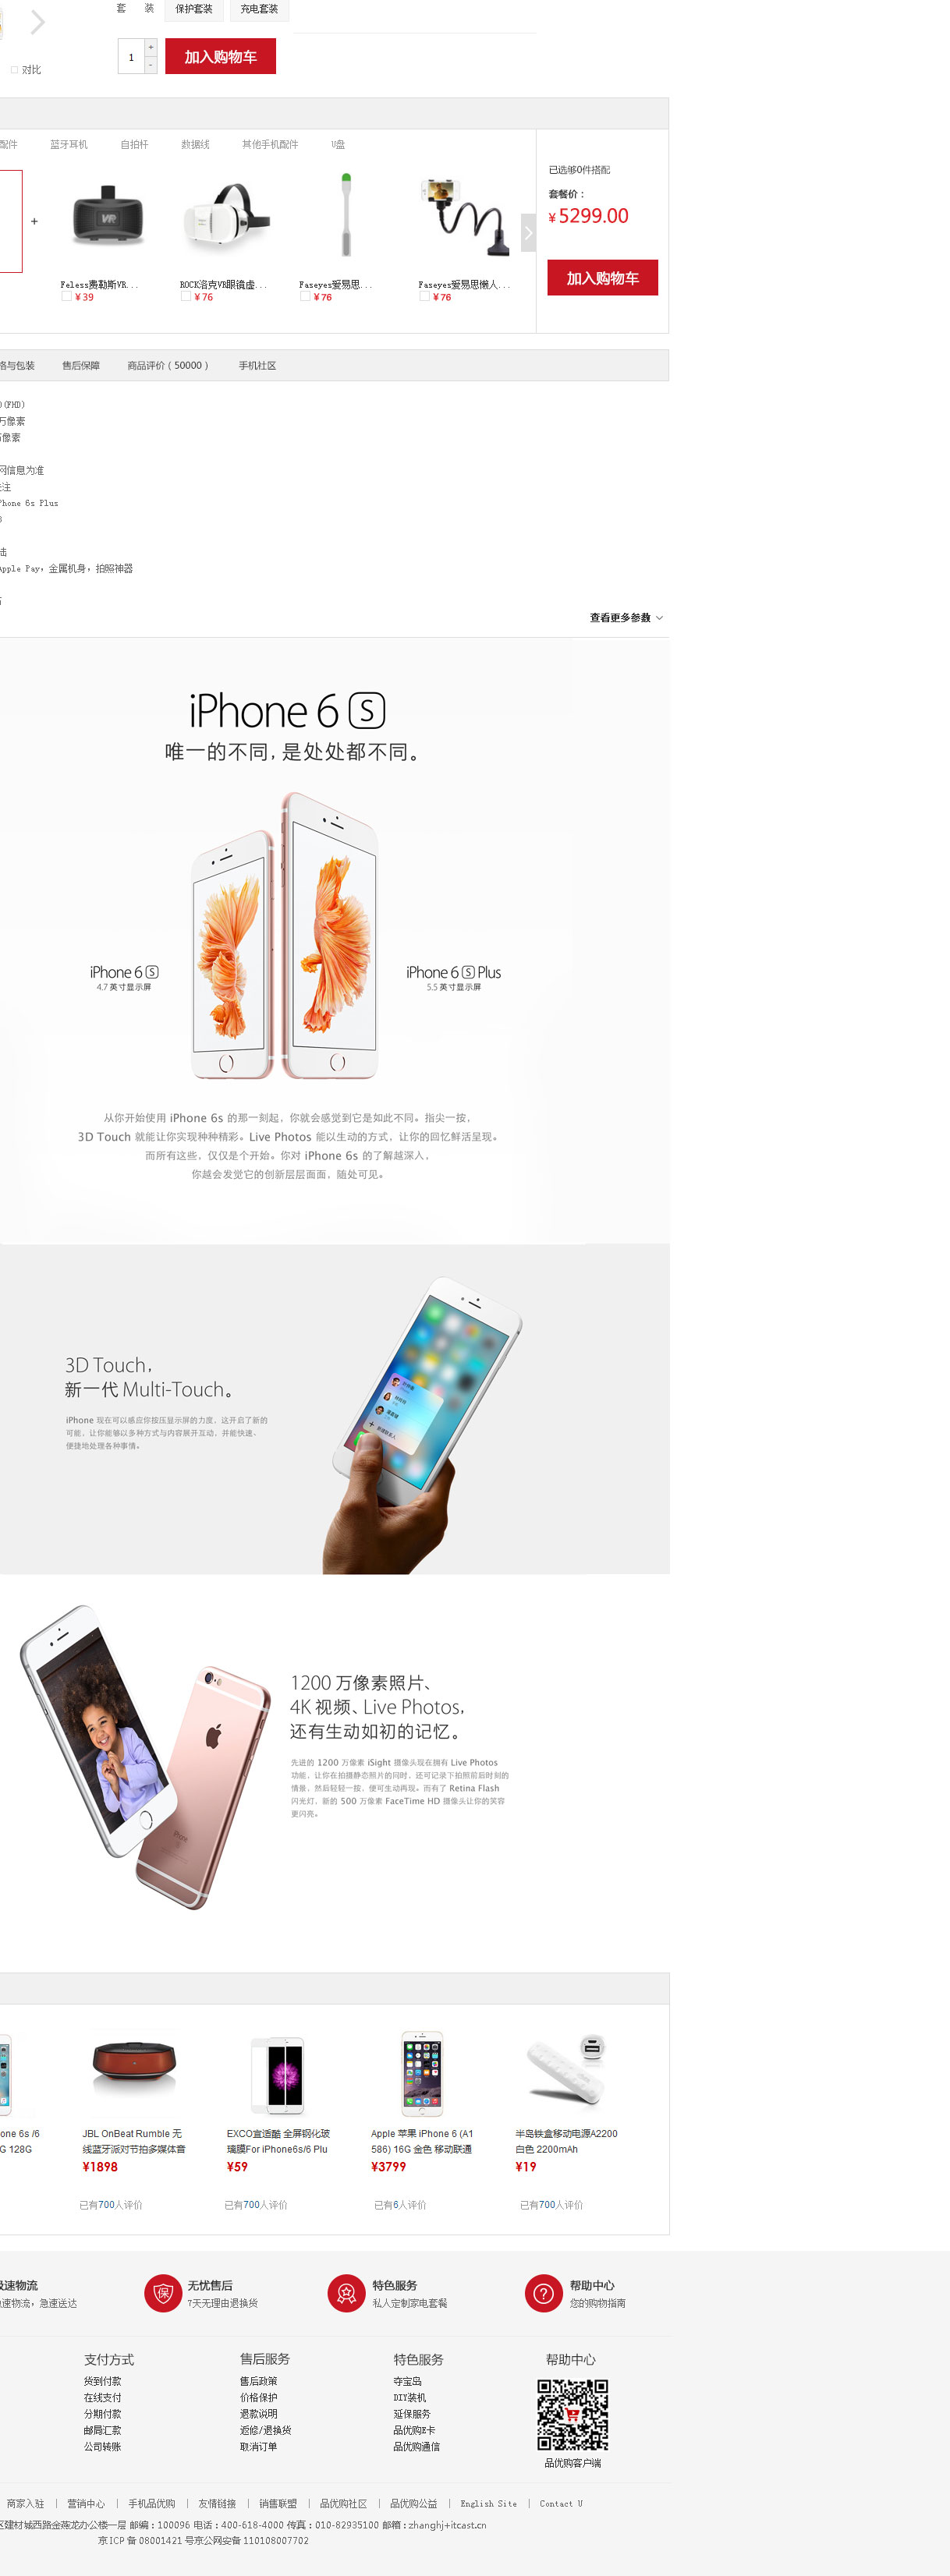 套 装 保护套装 充电套装
对比
1 + - 加入购物车
配件 蓝牙耳机 自拍杆 数据线 其他手机配件 U盘
已选够0件搭配
套餐价：
¥ 5299.00
加入购物车
+
VR
Feless费勒斯VR... ROCK洛克VR眼镜虚... Faseyes爱易思... Faseyes爱易思懒人...
¥39 ¥76 ¥76 ¥76
格与包装 售后保障 商品评价（50000） 手机社区
(FHD)
万像素
像素
网信息为准
注
Phone 6s Plus
陆
Apple Pay，金属机身，拍照神器
查看更多参数
iPhone 6 S
唯一的不同，是处处都不同。
iPhone 6 S
4.7 英寸显示屏
iPhone 6 S Plus
5.5 英寸显示屏
从你开始使用 iPhone 6s 的那一刻起，你就会感觉到它是如此不同。指尖一按，
3D Touch 就能让你实现种种精彩。Live Photos 能以生动的方式，让你的回忆鲜活呈现。
而所有这些，仅仅是个开始。你对 iPhone 6s 的了解越深入，
你越会发觉它的创新层层面面，随处可见。
3D Touch，
新一代 Multi-Touch。
iPhone 现在可以感应你按压显示屏的力度，这开启了新的
可能，让你能够以多种方式与内容展开互动，并能快速、
便捷地处理各种事情。
1200 万像素照片、
4K 视频、Live Photos，
还有生动如初的记忆。
先进的 1200 万像素 iSight 摄像头现在拥有 Live Photos
功能，让你在拍摄静态照片的同时，还可记录下拍照前后时刻的
情景，然后轻轻一按，便可生动再现。而有了 Retina Flash
闪光灯，新的 500 万像素 FaceTime HD 摄像头让你的笑容
更闪亮。
iPhone
one 6s /6 JBL OnBeat Rumble 无 EXCO宜适酷 全屏钢化玻 Apple 苹果 iPhone 6 (A1 半岛铁盒移动电源A2200
G 128G 线蓝牙派对节拍多媒体音 璃膜For iPhone6s/6 Plu 586) 16G 金色 移动联通 白色 2200mAh
¥1898 ¥59 ¥3799 ¥19
已有700人评价 已有700人评价 已有6人评价 已有700人评价
极速物流 保 无忧售后 特色服务 ? 帮助中心
急速物流，急速送达 7天无理由退换货 私人定制家电套餐 您的购物指南
支付方式 售后服务 特色服务 帮助中心
货到付款 售后政策 夺宝岛
在线支付 价格保护 DIY装机
分期付款 退款说明 延保服务
邮局汇款 返修/退换货 品优购E卡
公司转账 取消订单 品优购通信
品优购客户端
商家入驻 | 营销中心 | 手机品优购 | 友情链接 | 销售联盟 | 品优购社区 | 品优购公益 | English Site | Contact U
区建材城西路金燕龙办公楼一层 邮编：100096 电话：400-618-4000 传真：010-82935100 邮箱：zhanghj+itcast.cn
京ICP备08001421号京公网安备110108007702